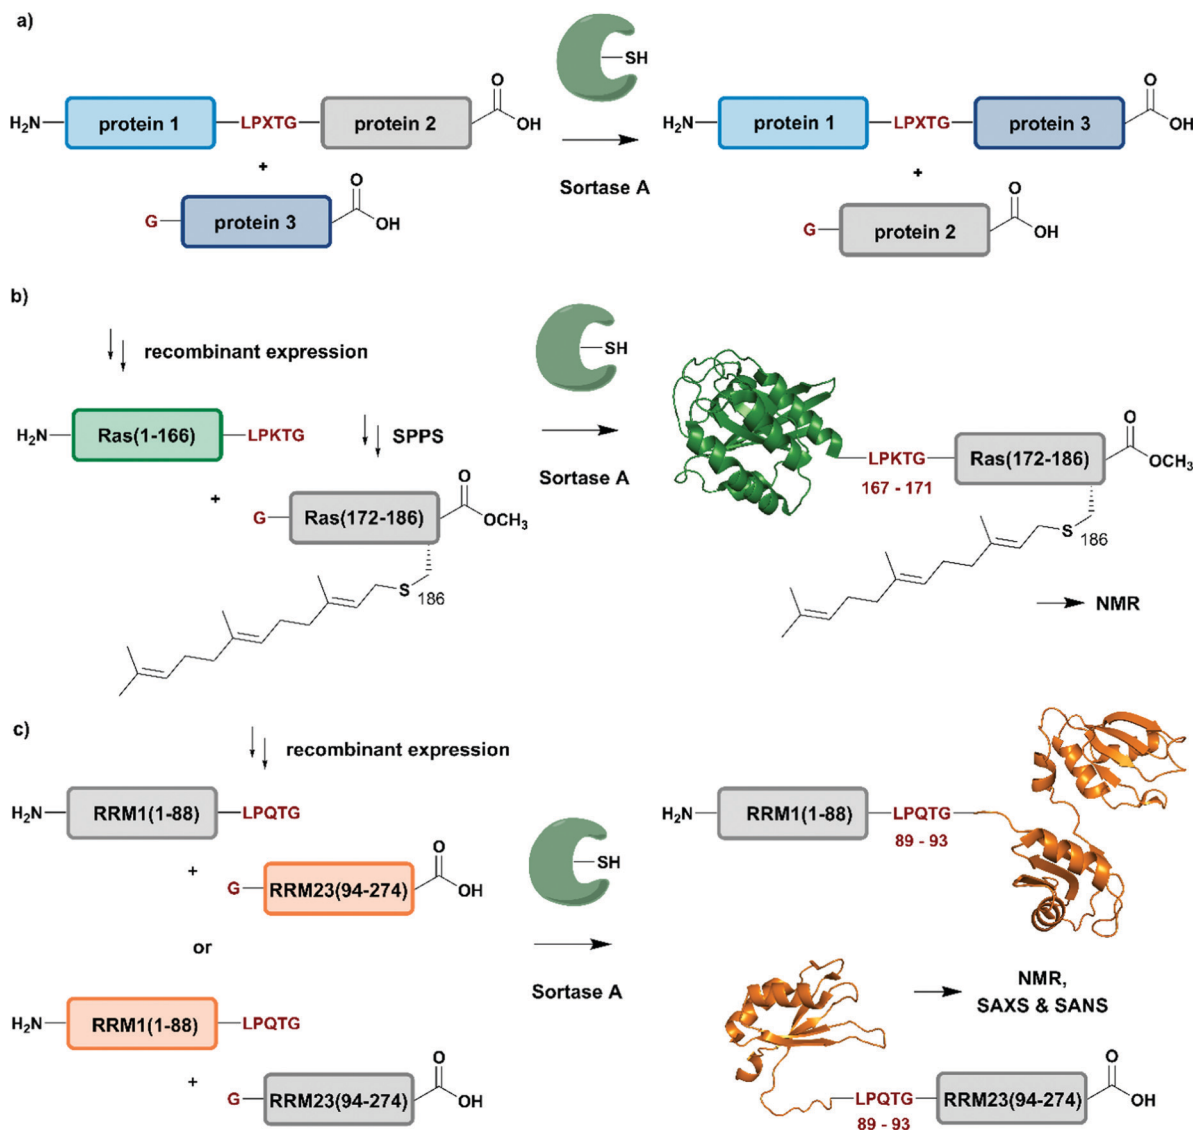 a)
SH
H₂N protein 1 LPXTG protein 2 O OH
+
G protein 3 O OH
Sortase A
H₂N protein 1 LPXTG protein 3 O OH
+
G protein 2 O OH
b)
recombinant expression
H₂N Ras(1-166) LPKTG
SPPS
+
G Ras(172-186) O OCH₃
S 186
SH
Sortase A
LPKTG Ras(172-186) O OCH₃
167 - 171
S 186
NMR
c)
recombinant expression
H₂N RRM1(1-88) LPQTG
+
G RRM23(94-274) O OH
or
H₂N RRM1(1-88) LPQTG
+
G RRM23(94-274) O OH
SH
Sortase A
H₂N RRM1(1-88) LPQTG
89 - 93
NMR,
SAXS & SANS
LPQTG RRM23(94-274) O OH
89 - 93